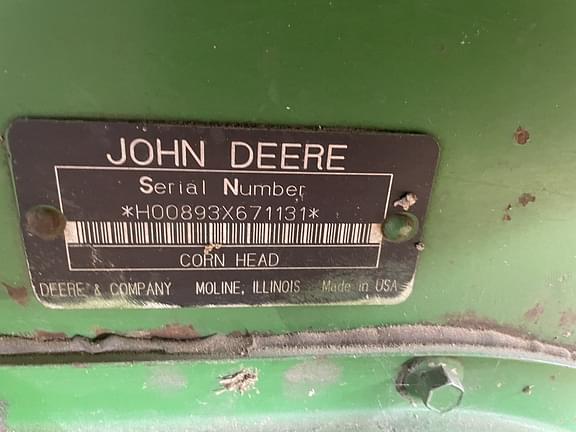 JOHN DEERE
Serial Number
*H00893X671131*
CORN HEAD
DEERE & COMPANY MOLINE, ILLINOIS Made in USA